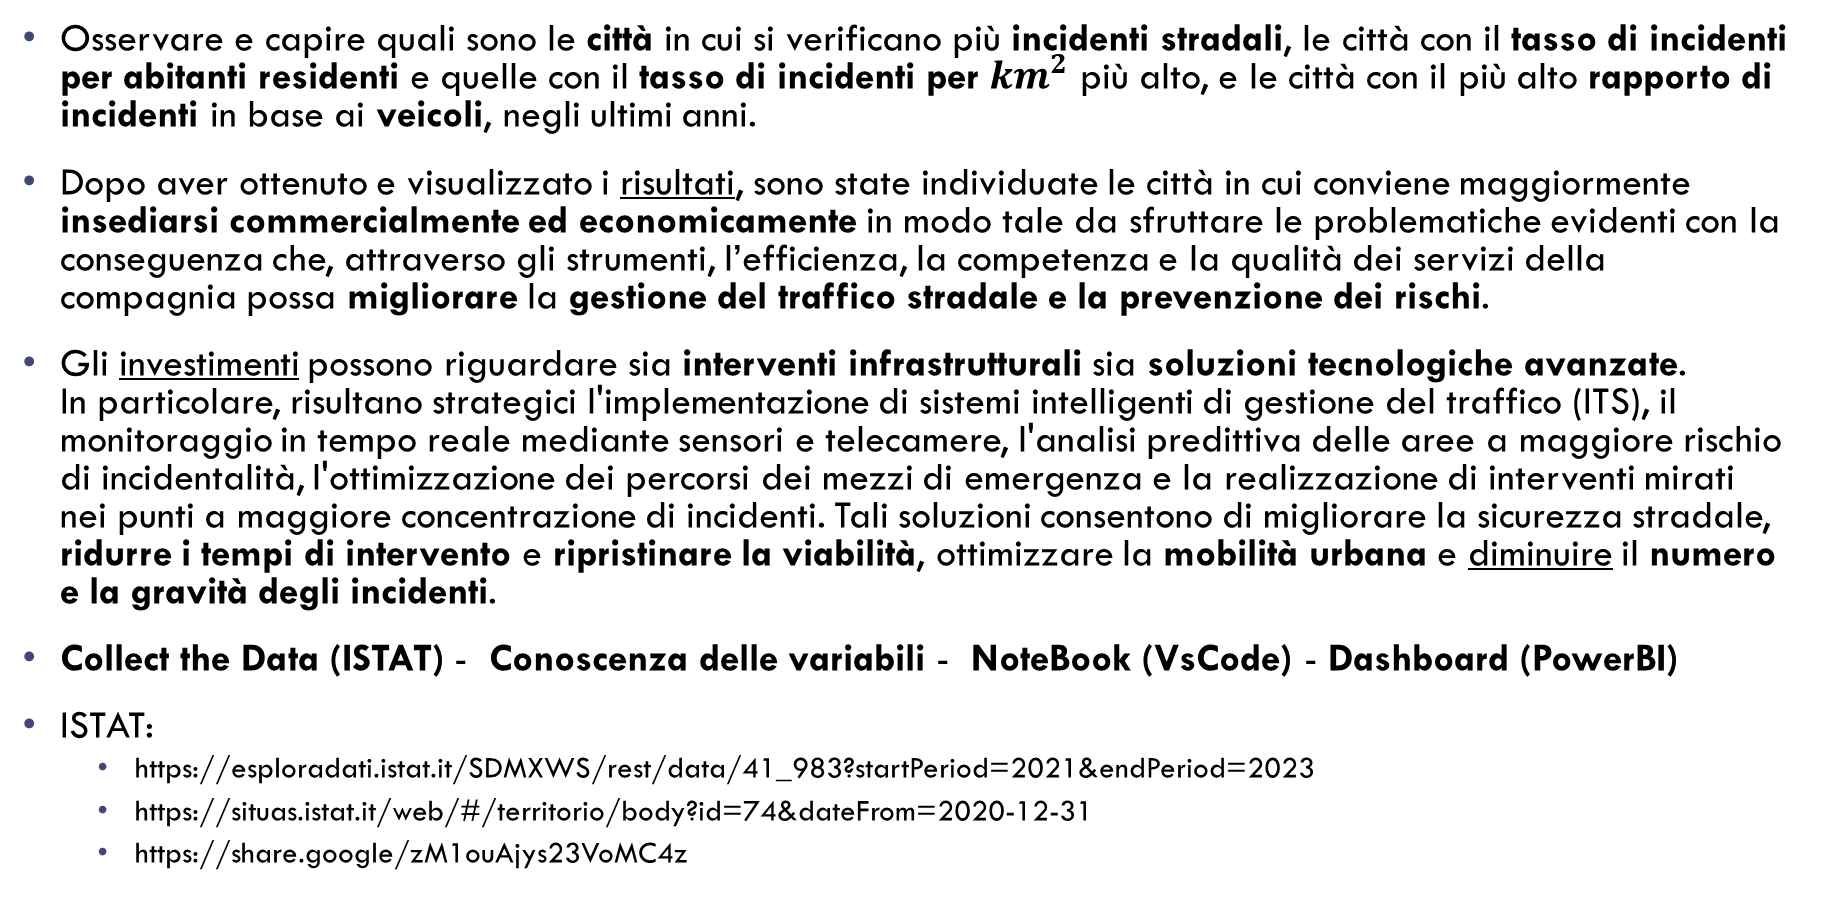 • Osservare e capire quali sono le città in cui si verificano più incidenti stradali, le città con il tasso di incidenti
per abitanti residenti e quelle con il tasso di incidenti per km² più alto, e le città con il più alto rapporto di
incidenti in base ai veicoli, negli ultimi anni.
• Dopo aver ottenuto e visualizzato i risultati, sono state individuate le città in cui conviene maggiormente
insediarsi commercialmente ed economicamente in modo tale da sfruttare le problematiche evidenti con la
conseguenza che, attraverso gli strumenti, l’efficienza, la competenza e la qualità dei servizi della
compagnia possa migliorare la gestione del traffico stradale e la prevenzione dei rischi.
• Gli investimenti possono riguardare sia interventi infrastrutturali sia soluzioni tecnologiche avanzate.
In particolare, risultano strategici l'implementazione di sistemi intelligenti di gestione del traffico (ITS), il
monitoraggio in tempo reale mediante sensori e telecamere, l'analisi predittiva delle aree a maggiore rischio
di incidentalità, l'ottimizzazione dei percorsi dei mezzi di emergenza e la realizzazione di interventi mirati
nei punti a maggiore concentrazione di incidenti. Tali soluzioni consentono di migliorare la sicurezza stradale,
ridurre i tempi di intervento e ripristinare la viabilità, ottimizzare la mobilità urbana e diminuire il numero
e la gravità degli incidenti.
• Collect the Data (ISTAT) - Conoscenza delle variabili - NoteBook (VsCode) - Dashboard (PowerBI)
• ISTAT:
• https://esploradati.istat.it/SDMXWS/rest/data/41_983?startPeriod=2021&endPeriod=2023
• https://situas.istat.it/web/#/territorio/body?id=74&dateFrom=2020-12-31
• https://share.google/zM1ouAjys23VoMC4z